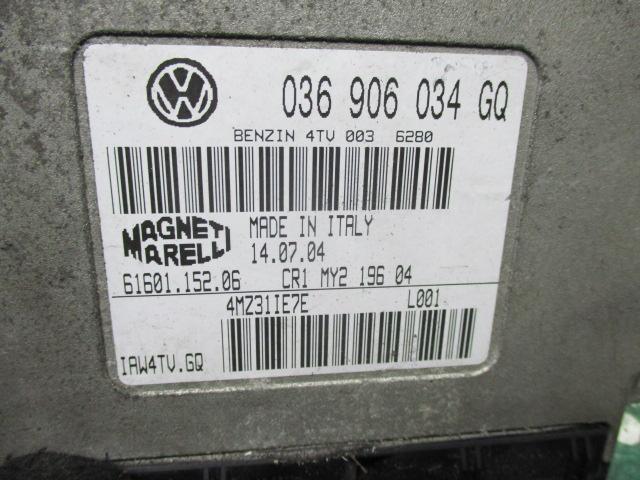 VW 036 906 034 GQ
BENZIN 4TV 003 6280
MAGNETI MARELLI
MADE IN ITALY
14.07.04
61601.152.06 CR1 MY2 196 04
4MZ31IE7E L001
IAW4TV.GQ